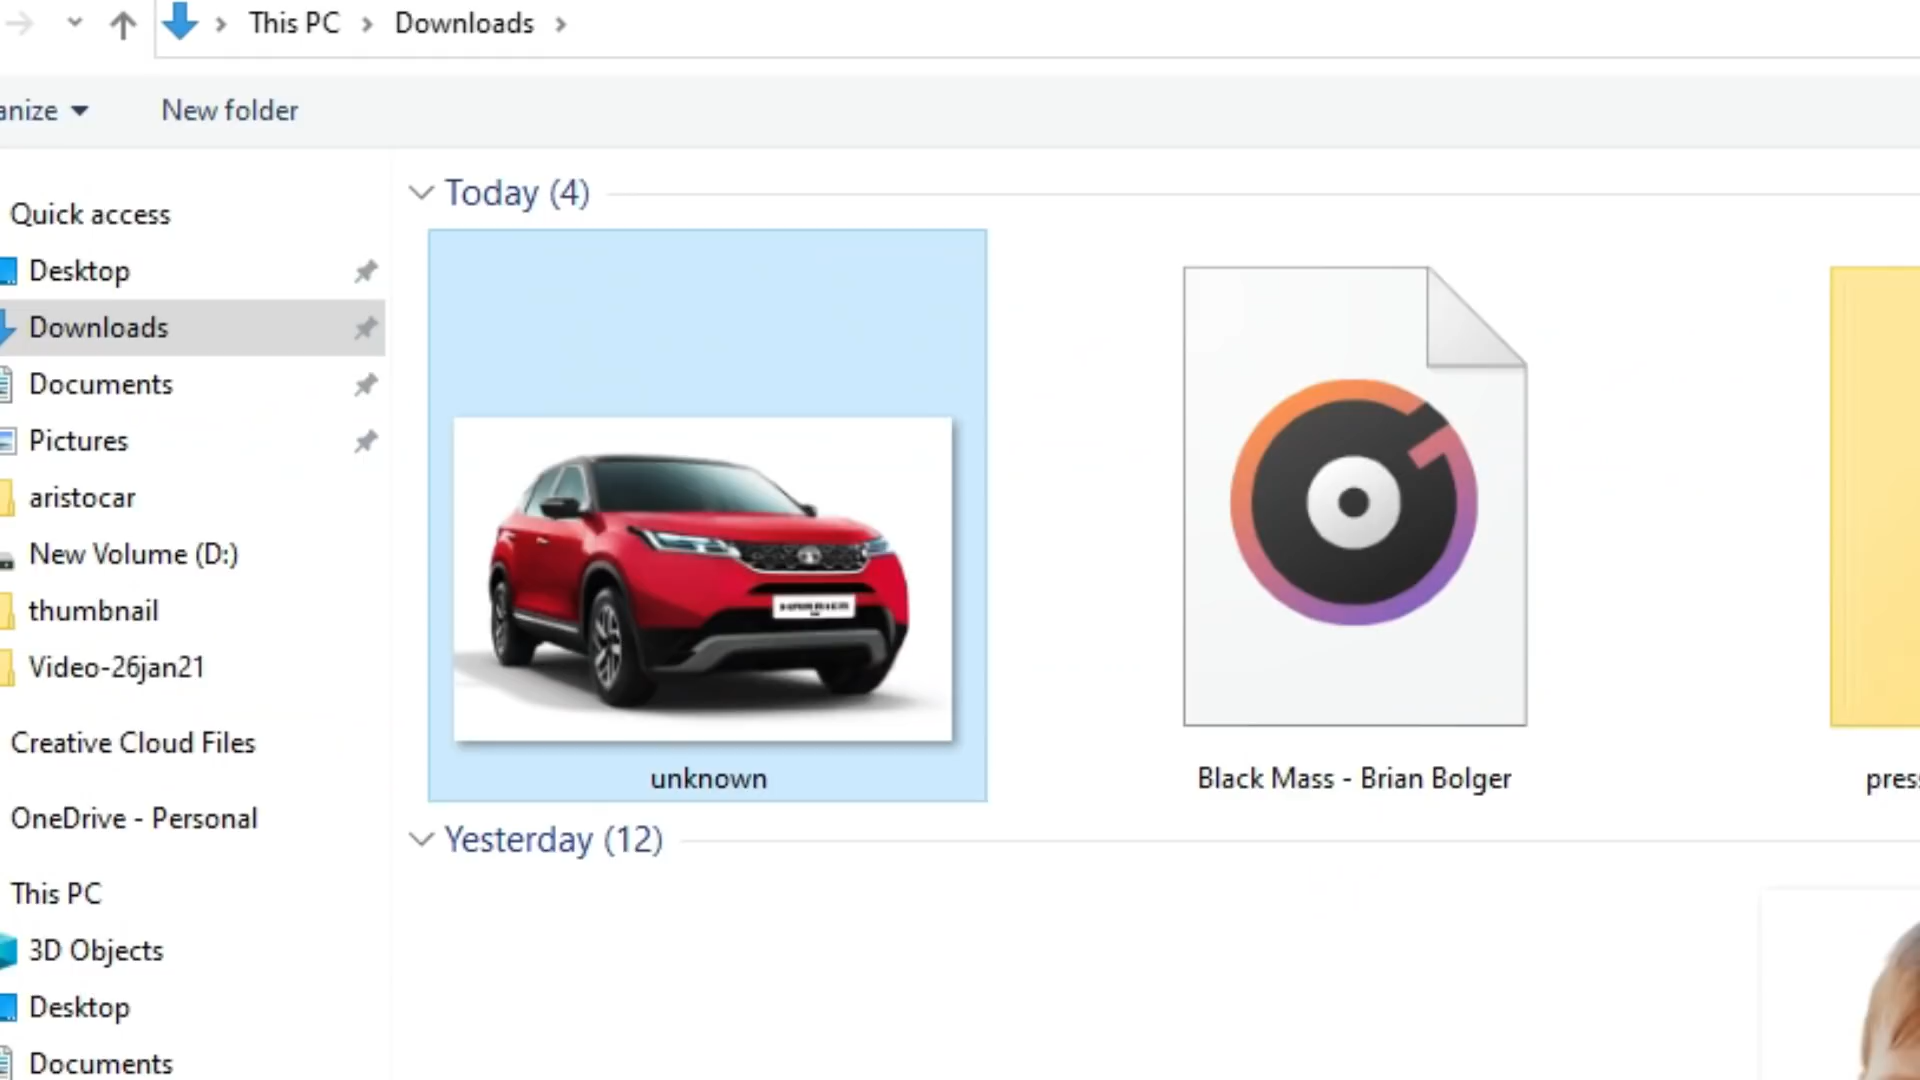 This PC
Downloads
anize
New folder
Today (4)
Quick access
Desktop
Downloads
Documents
Pictures
aristocar
New Volume (D:)
thumbnail
Video-26jan21
Creative Cloud Files
OneDrive - Personal
This PC
3D Objects
Desktop
Documents
HARRIER
unknown
Black Mass - Brian Bolger
pres
Yesterday (12)